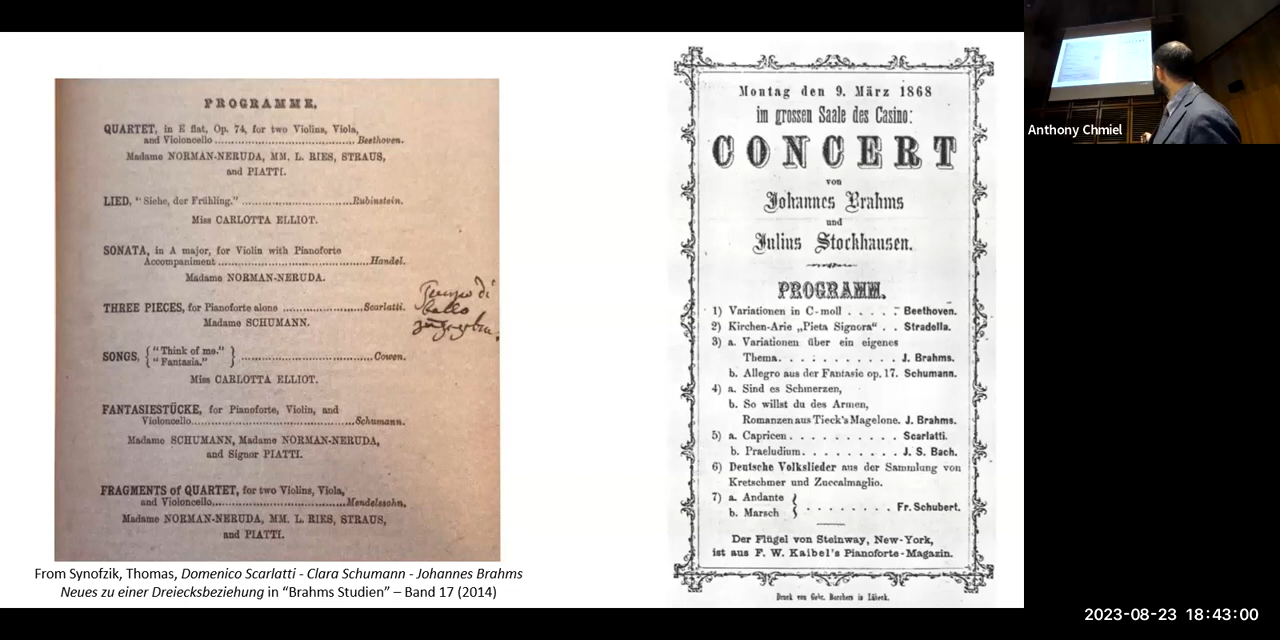 PROGRAMME.
QUARTET, in E flat, Op. 74, for two Violins, Viola,
and Violoncello .......................................... Beethoven.
Madame NORMAN-NERUDA, MM. L. RIES, STRAUS,
and PIATTI.
LIED, "Siehe, der Frühling." .......................................... Rubinstein.
Miss CARLOTTA ELLIOT.
SONATA, in A major, for Violin with Pianoforte
Accompaniment .......................................... Handel.
Madame NORMAN-NERUDA.
THREE PIECES, for Pianoforte alone .......................... Scarlatti.
Madame SCHUMANN.
Tempo di
ballo
SONGS, { "Think of me."
"Fantasia." } .......................................... Cowen.
Miss CARLOTTA ELLIOT.
FANTASIESTÜCKE, for Pianoforte, Violin, and
Violoncello .......................................... Schumann.
Madame SCHUMANN, Madame NORMAN-NERUDA,
and Signor PIATTI.
FRAGMENTS of QUARTET, for two Violins, Viola,
and Violoncello .......................................... Mendelssohn.
Madame NORMAN-NERUDA, MM. L. RIES, STRAUS,
and PIATTI.
From Synofzik, Thomas, Domenico Scarlatti - Clara Schumann - Johannes Brahms
Neues zu einer Dreiecksbeziehung in "Brahms Studien" – Band 17 (2014)
Montag den 9. März 1868
im grossen Saale des Casino:
CONCERT
von
Johannes Brahms
und
Julius Stockhausen.
PROGRAMM.
1) Variationen in C-moll . . . . . Beethoven.
2) Kirchen-Arie „Pieta Signora“ . . Stradella.
3) a. Variationen über ein eigenes
Thema. . . . . . . . . . . J. Brahms.
b. Allegro aus der Fantasie op. 17. Schumann.
4) a. Sind es Schmerzen,
b. So willst du des Armen,
Romanzen aus Tieck's Magelone. J. Brahms.
5) a. Capricen . . . . . . . . . . Scarlatti.
b. Praeludium. . . . . . . . . J. S. Bach.
6) Deutsche Volkslieder aus der Sammlung von
Kretschmer und Zuccalmaglio.
7) a. Andante
b. Marsch } . . . . . . . . Fr. Schubert.
Der Flügel von Steinway, New-York,
ist aus F. W. Kaibel's Pianoforte-Magazin.
Druck von Gebr. Borchers in Lübeck.
Anthony Chmiel
2023-08-23 18:43:00